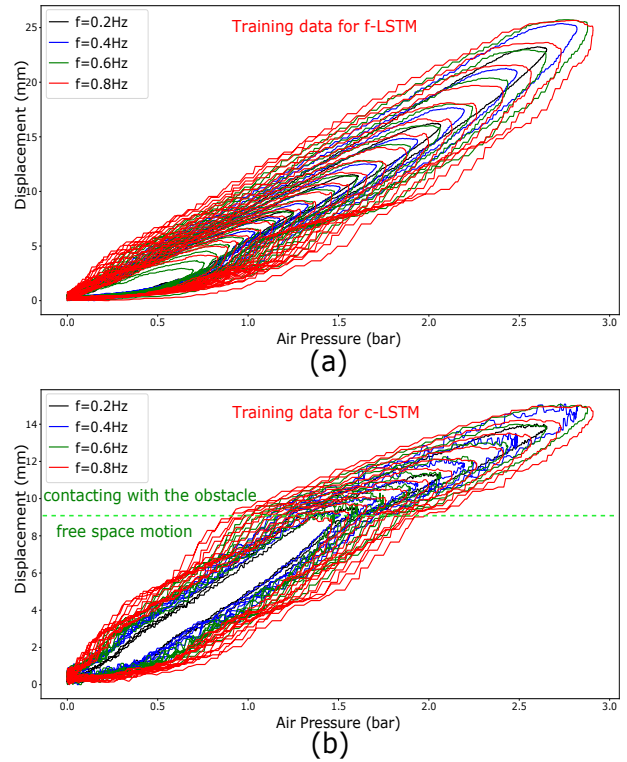 Training data for f-LSTM
f=0.2Hz
f=0.4Hz
f=0.6Hz
f=0.8Hz
Displacement (mm)
25
20
15
10
5
0
0.0 0.5 1.0 1.5 2.0 2.5 3.0
Air Pressure (bar)
(a)
Training data for c-LSTM
f=0.2Hz
f=0.4Hz
f=0.6Hz
f=0.8Hz
contacting with the obstacle
free space motion
Displacement (mm)
14
12
10
8
6
4
2
0
0.0 0.5 1.0 1.5 2.0 2.5 3.0
Air Pressure (bar)
(b)